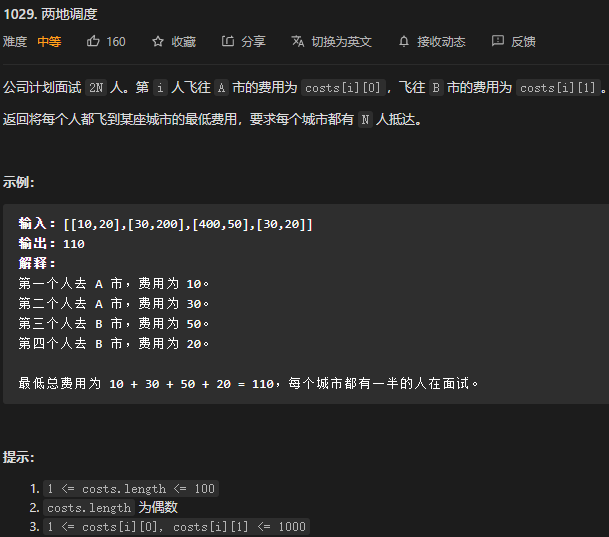 1029. 两地调度
难度 中等 160 收藏 分享 切换为英文 接收动态 反馈
公司计划面试 2N 人。第 i 人飞往 A 市的费用为 costs[i][0]，飞往 B 市的费用为 costs[i][1]。
返回将每个人都飞到某座城市的最低费用，要求每个城市都有 N 人抵达。
示例：
输入：[[10,20],[30,200],[400,50],[30,20]]
输出：110
解释：
第一个人去 A 市，费用为 10。
第二个人去 A 市，费用为 30。
第三个人去 B 市，费用为 50。
第四个人去 B 市，费用为 20。
最低总费用为 10 + 30 + 50 + 20 = 110，每个城市都有一半的人在面试。
提示：
1. 1 <= costs.length <= 100
2. costs.length 为偶数
3. 1 <= costs[i][0], costs[i][1] <= 1000